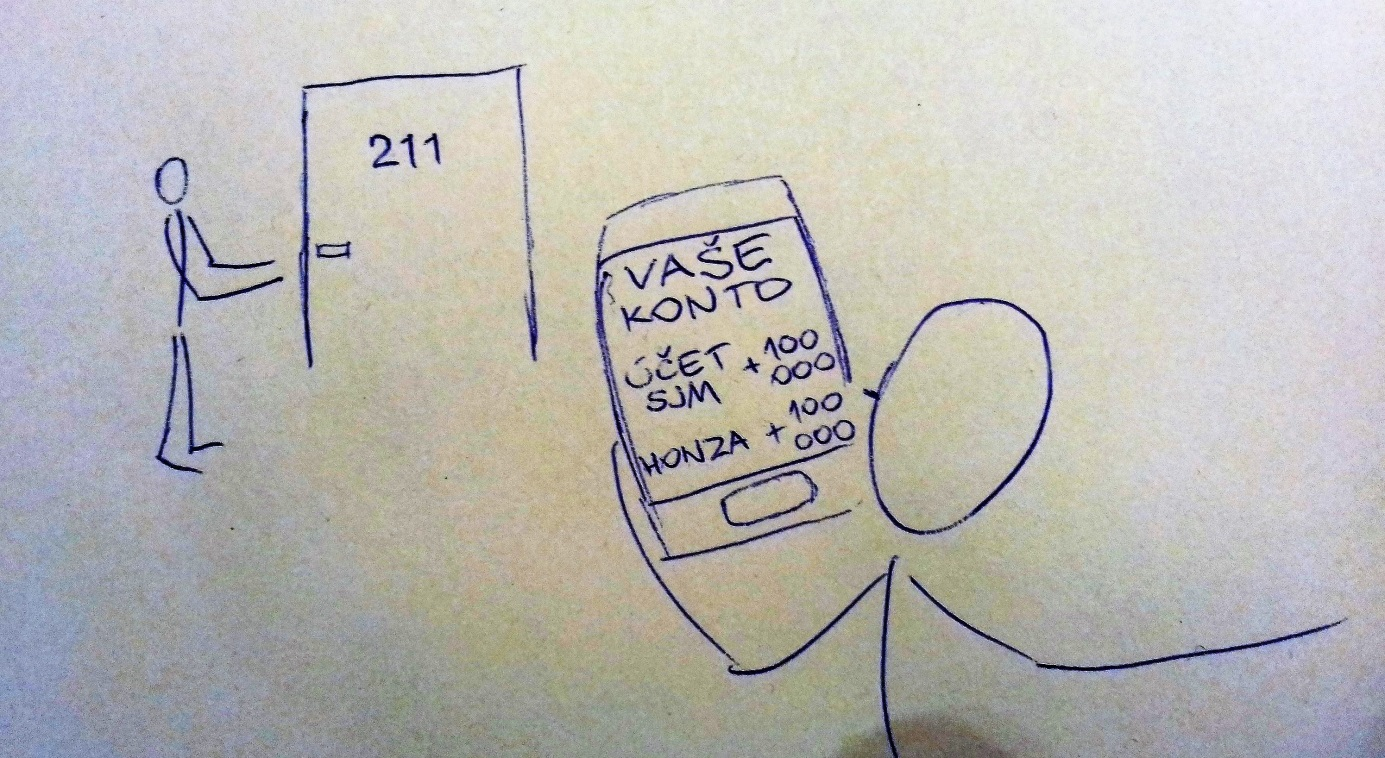 211
VAŠE
KONTO
ÚČET +100
SJM 000
HONZA +100
000